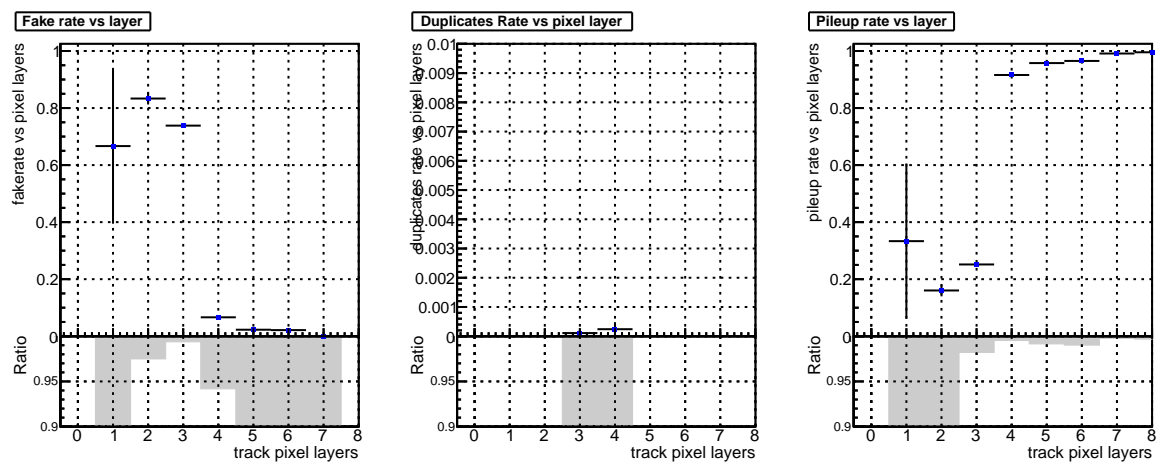 Fake rate vs layer
Duplicates Rate vs pixel layer
Pileup rate vs layer
fakerate vs pixel layers
1
0.8
0.6
0.4
0.2
0
Ratio
0.95
0.9
0 1 2 3 4 5 6 7 8
track pixel layers
duplicates rate vs pixel layers
0.01
0.009
0.008
0.007
0.006
0.005
0.004
0.003
0.002
0.001
0
Ratio
0.95
0.9
0 1 2 3 4 5 6 7 8
track pixel layers
pileup rate vs pixel layers
1
0.8
0.6
0.4
0.2
0
Ratio
0.95
0.9
0 1 2 3 4 5 6 7 8
track pixel layers